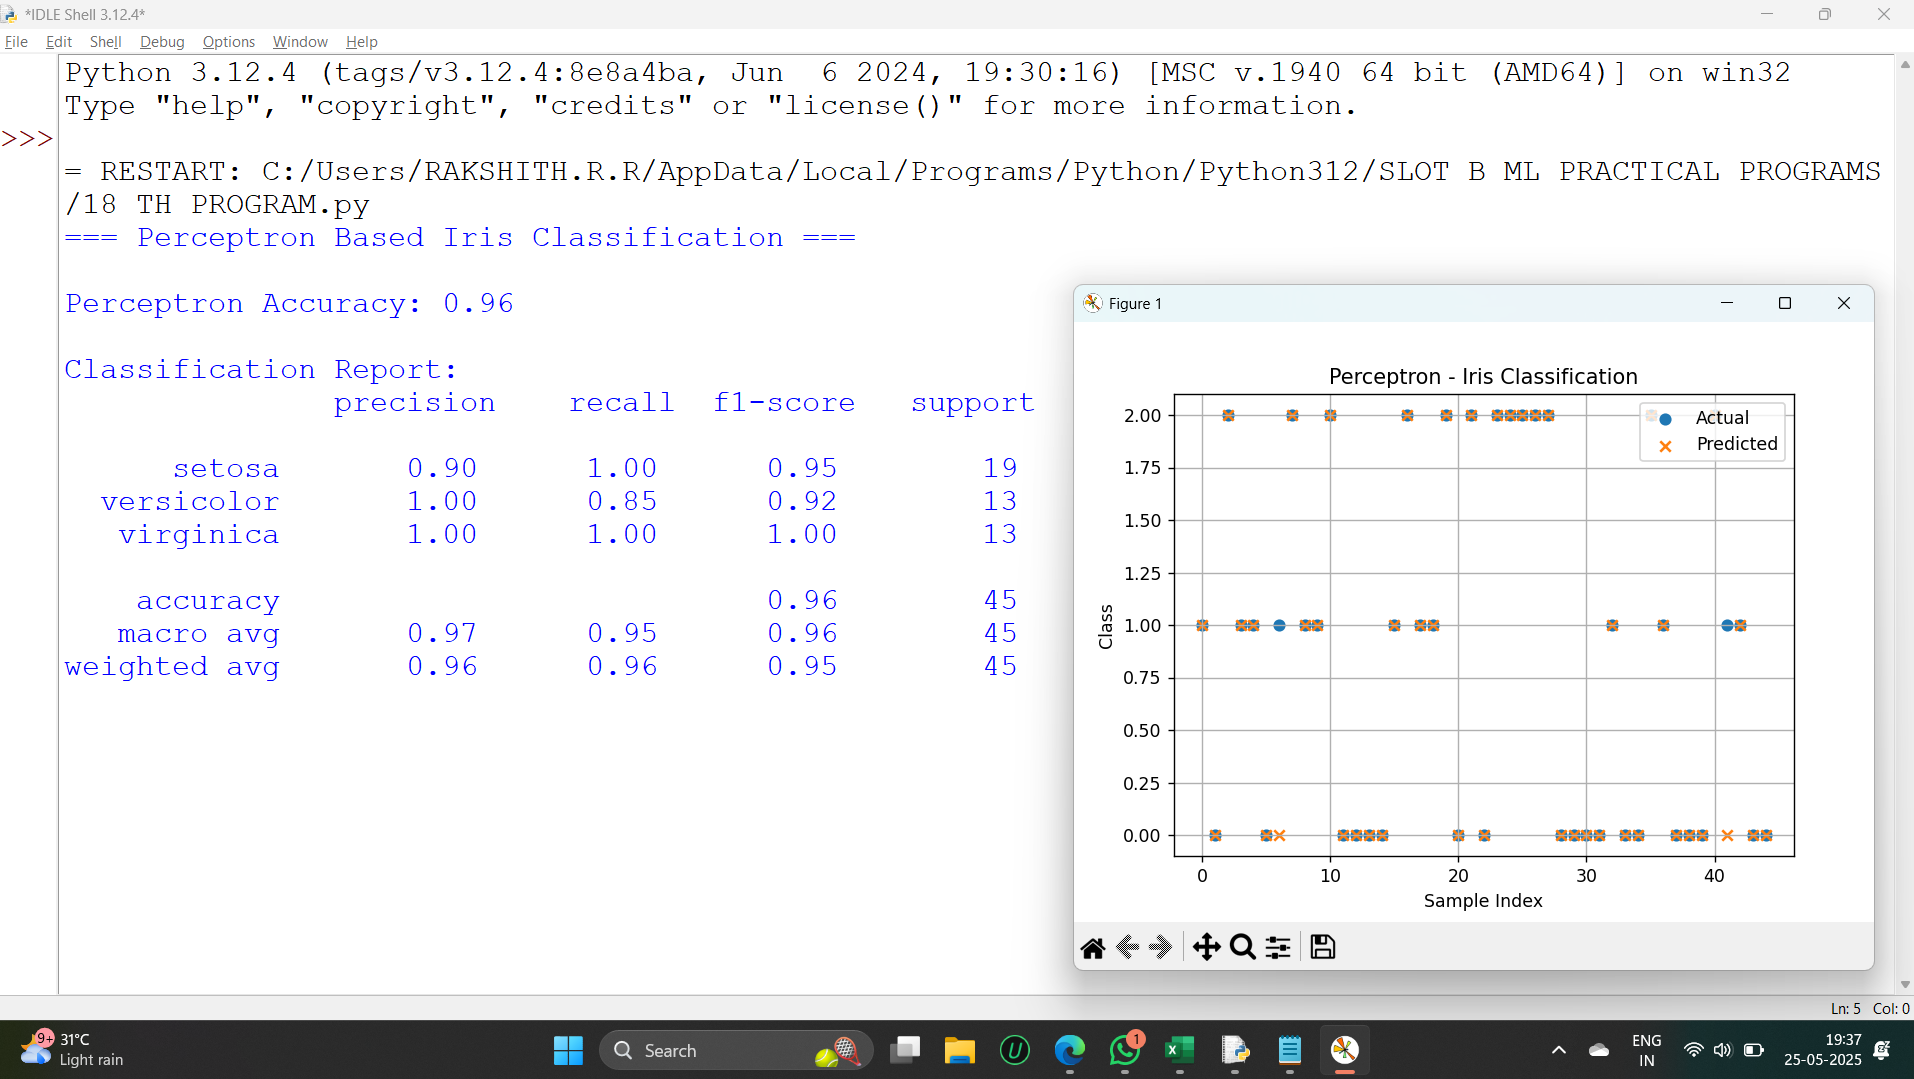 *IDLE Shell 3.12.4*
File Edit Shell Debug Options Window Help
Python 3.12.4 (tags/v3.12.4:8e8a4ba, Jun  6 2024, 19:30:16) [MSC v.1940 64 bit (AMD64)] on win32
Type "help", "copyright", "credits" or "license()" for more information.
>>>
= RESTART: C:/Users/RAKSHITH.R.R/AppData/Local/Programs/Python/Python312/SLOT B ML PRACTICAL PROGRAMS
/18 TH PROGRAM.py
=== Perceptron Based Iris Classification ===
Perceptron Accuracy: 0.96
Classification Report:
precision recall f1-score support
setosa 0.90 1.00 0.95 19
versicolor 1.00 0.85 0.92 13
virginica 1.00 1.00 1.00 13
accuracy 0.96 45
macro avg 0.97 0.95 0.96 45
weighted avg 0.96 0.96 0.95 45
Figure 1
Perceptron - Iris Classification
Actual
Predicted
2.00
1.75
1.50
1.25
1.00
0.75
0.50
0.25
0.00
Class
0 10 20 30 40
Sample Index
Ln: 5 Col: 0
9+
31°C
Light rain
Search
1
ENG
IN
19:37
25-05-2025